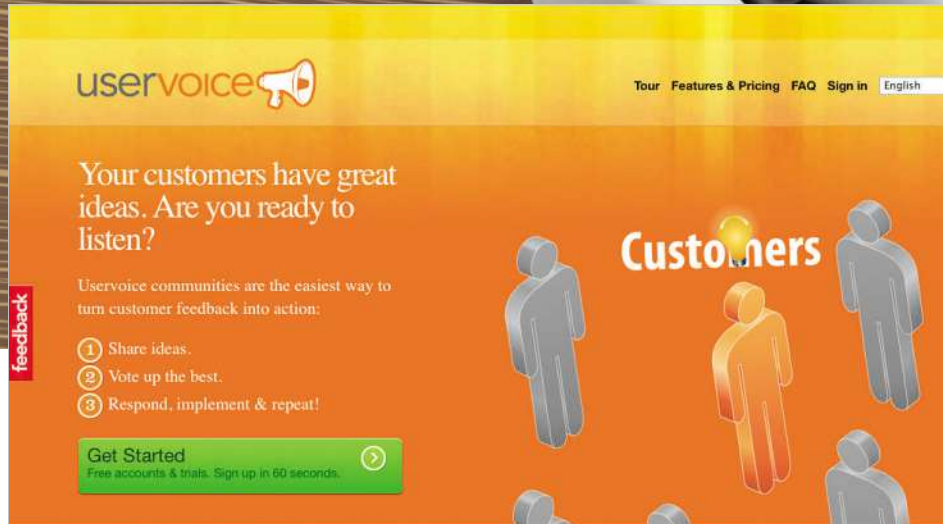 uservoice
Tour Features & Pricing FAQ Sign in English
Your customers have great
ideas. Are you ready to
listen?
Customers
Uservoice communities are the easiest way to
turn customer feedback into action:
feedback
1 Share ideas.
2 Vote up the best.
3 Respond, implement & repeat!
Get Started
Free accounts & trials. Sign up in 60 seconds.